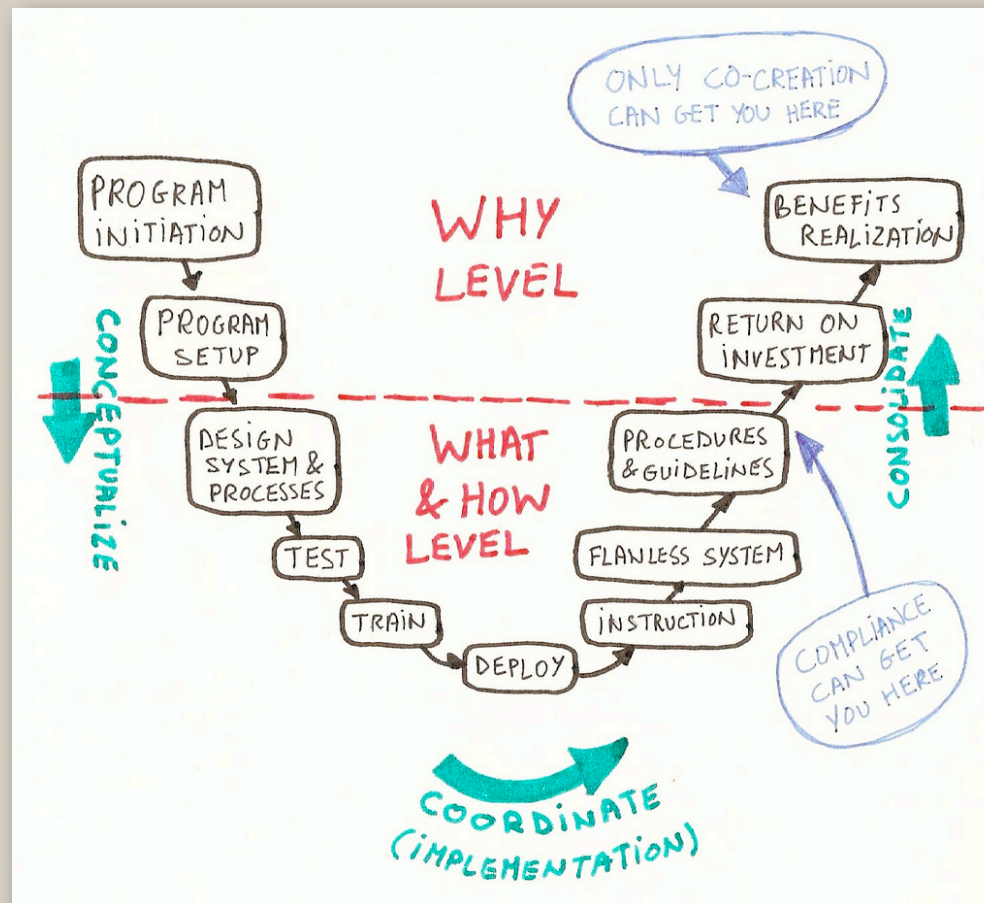 ONLY CO-CREATION
CAN GET YOU HERE
PROGRAM
INITIATION
WHY
LEVEL
BENEFITS
REALIZATION
PROGRAM
SETUP
RETURN ON
INVESTMENT
CONCEPTUALIZE
CONSOLIDATE
DESIGN
SYSTEM &
PROCESSES
WHAT
& HOW
LEVEL
PROCEDURES
& GUIDELINES
TEST
FLANLESS SYSTEM
TRAIN
INSTRUCTION
DEPLOY
COMPLIANCE
CAN GET
YOU HERE
COORDINATE
(IMPLEMENTATION)